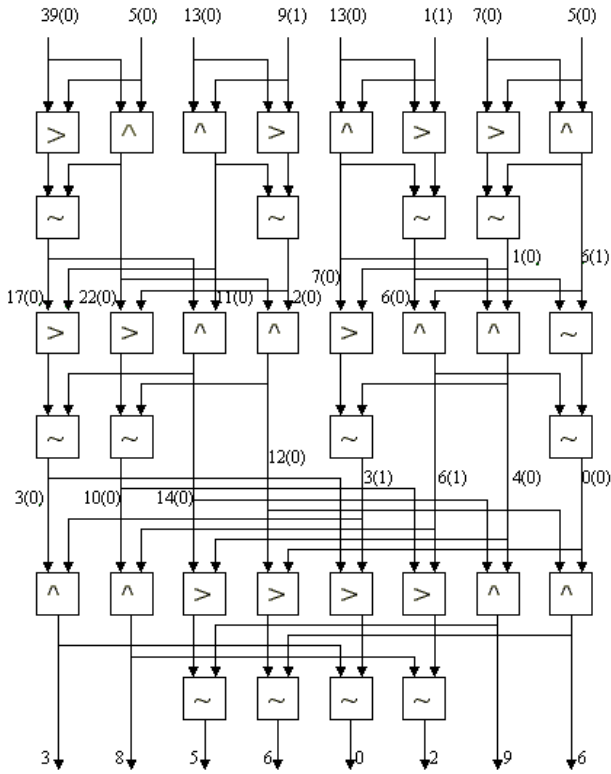 39(0) 5(0) 13(0) 9(1) 13(0) 1(1) 7(0) 5(0)
> ^ ^ > ^ > > ^
~ ~ ~ ~
1(0) 6(1)
7(0)
17(0) 22(0) 11(0) 2(0) 6(0)
> > ^ ^ > ^ ^ ~
~ ~ ~ ~
12(0)
3(0) 10(0) 14(0) 3(1) 6(1) 4(0) 0(0)
^ ^ > > > > ^ ^
~ ~ ~ ~
3 8 5 6 0 2 9 6